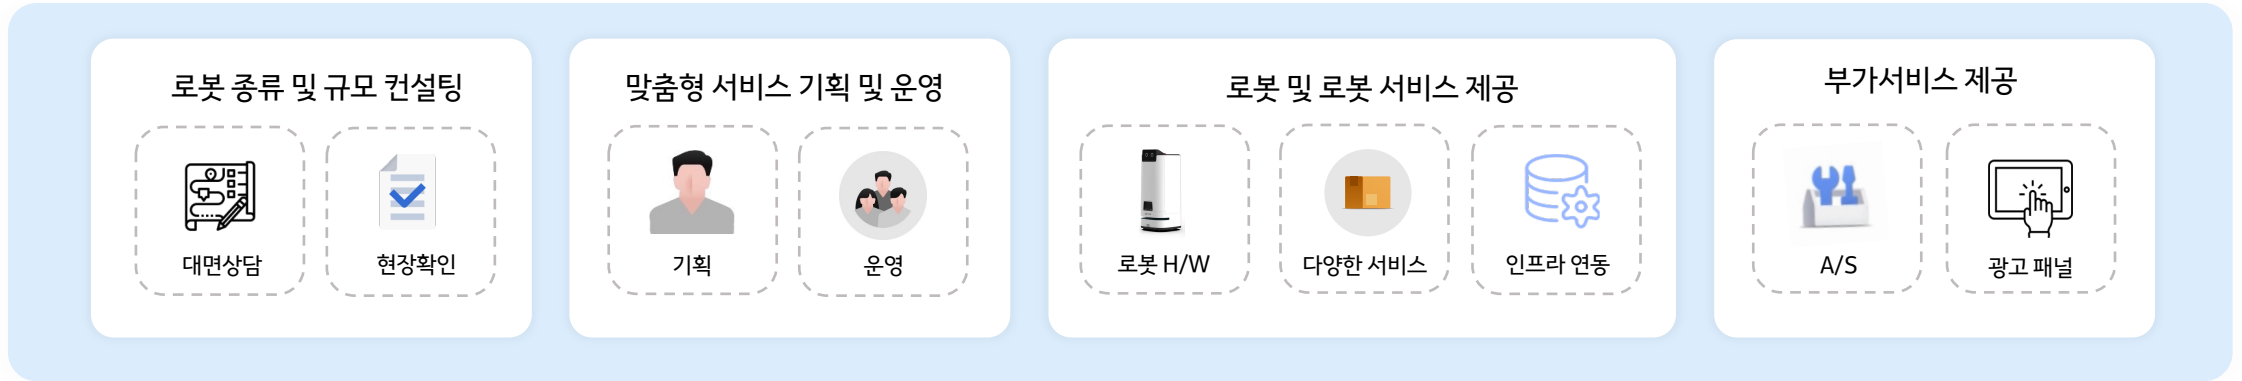 로봇 종류 및 규모 컨설팅
대면상담
현장확인
맞춤형 서비스 기획 및 운영
기획
운영
로봇 및 로봇 서비스 제공
로봇 H/W
다양한 서비스
인프라 연동
부가서비스 제공
A/S
광고 패널